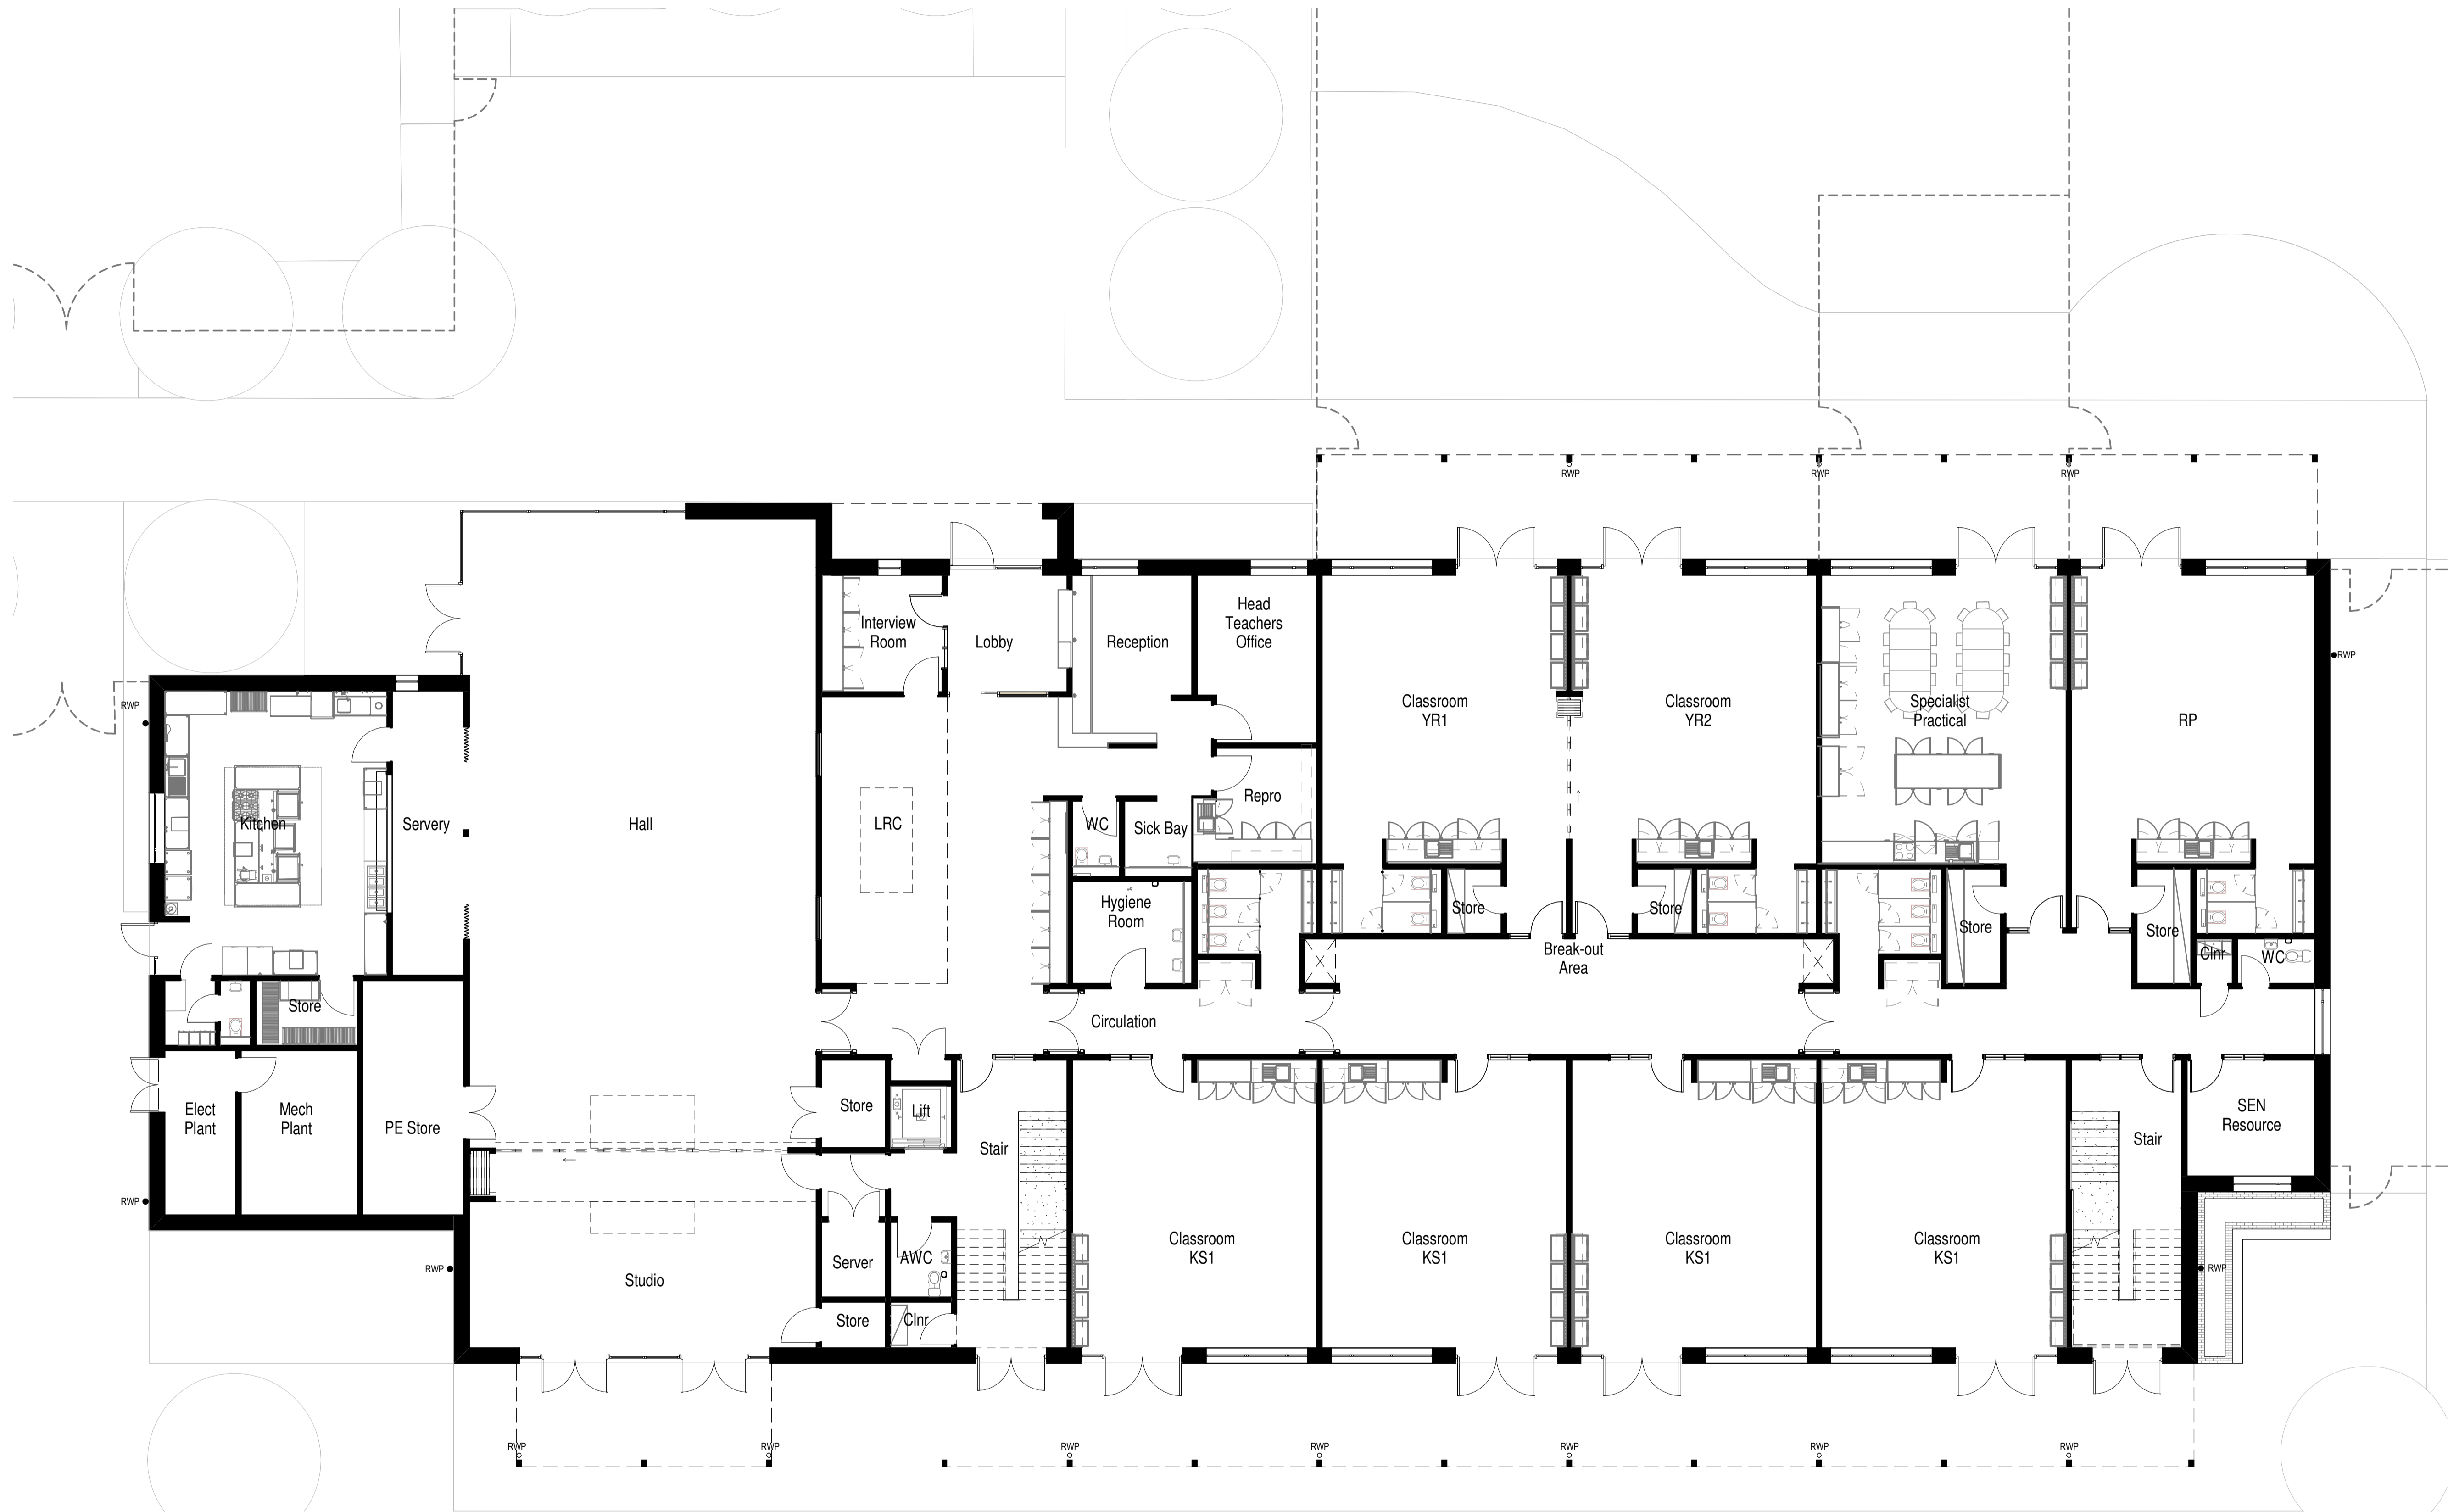 RWP
RWP
RWP
Interview
Room
Lobby
Reception
Head
Teachers
Office
RWP
RWP
Classroom
YR1
Classroom
YR2
Specialist
Practical
RP
Kitchen
Servery
Hall
LRC
WC
Sick Bay
Repro
Hygiene
Room
Store
Store
Store
Store
Break-out
Area
Clnr
WC
Store
Circulation
Elect
Plant
Mech
Plant
PE Store
Store
Lift
Stair
Stair
SEN
Resource
RWP
Classroom
KS1
Classroom
KS1
Classroom
KS1
Classroom
KS1
RWP
Studio
Server
AWC
RWP
Store
Clnr
RWP
RWP
RWP
RWP
RWP
RWP
RWP